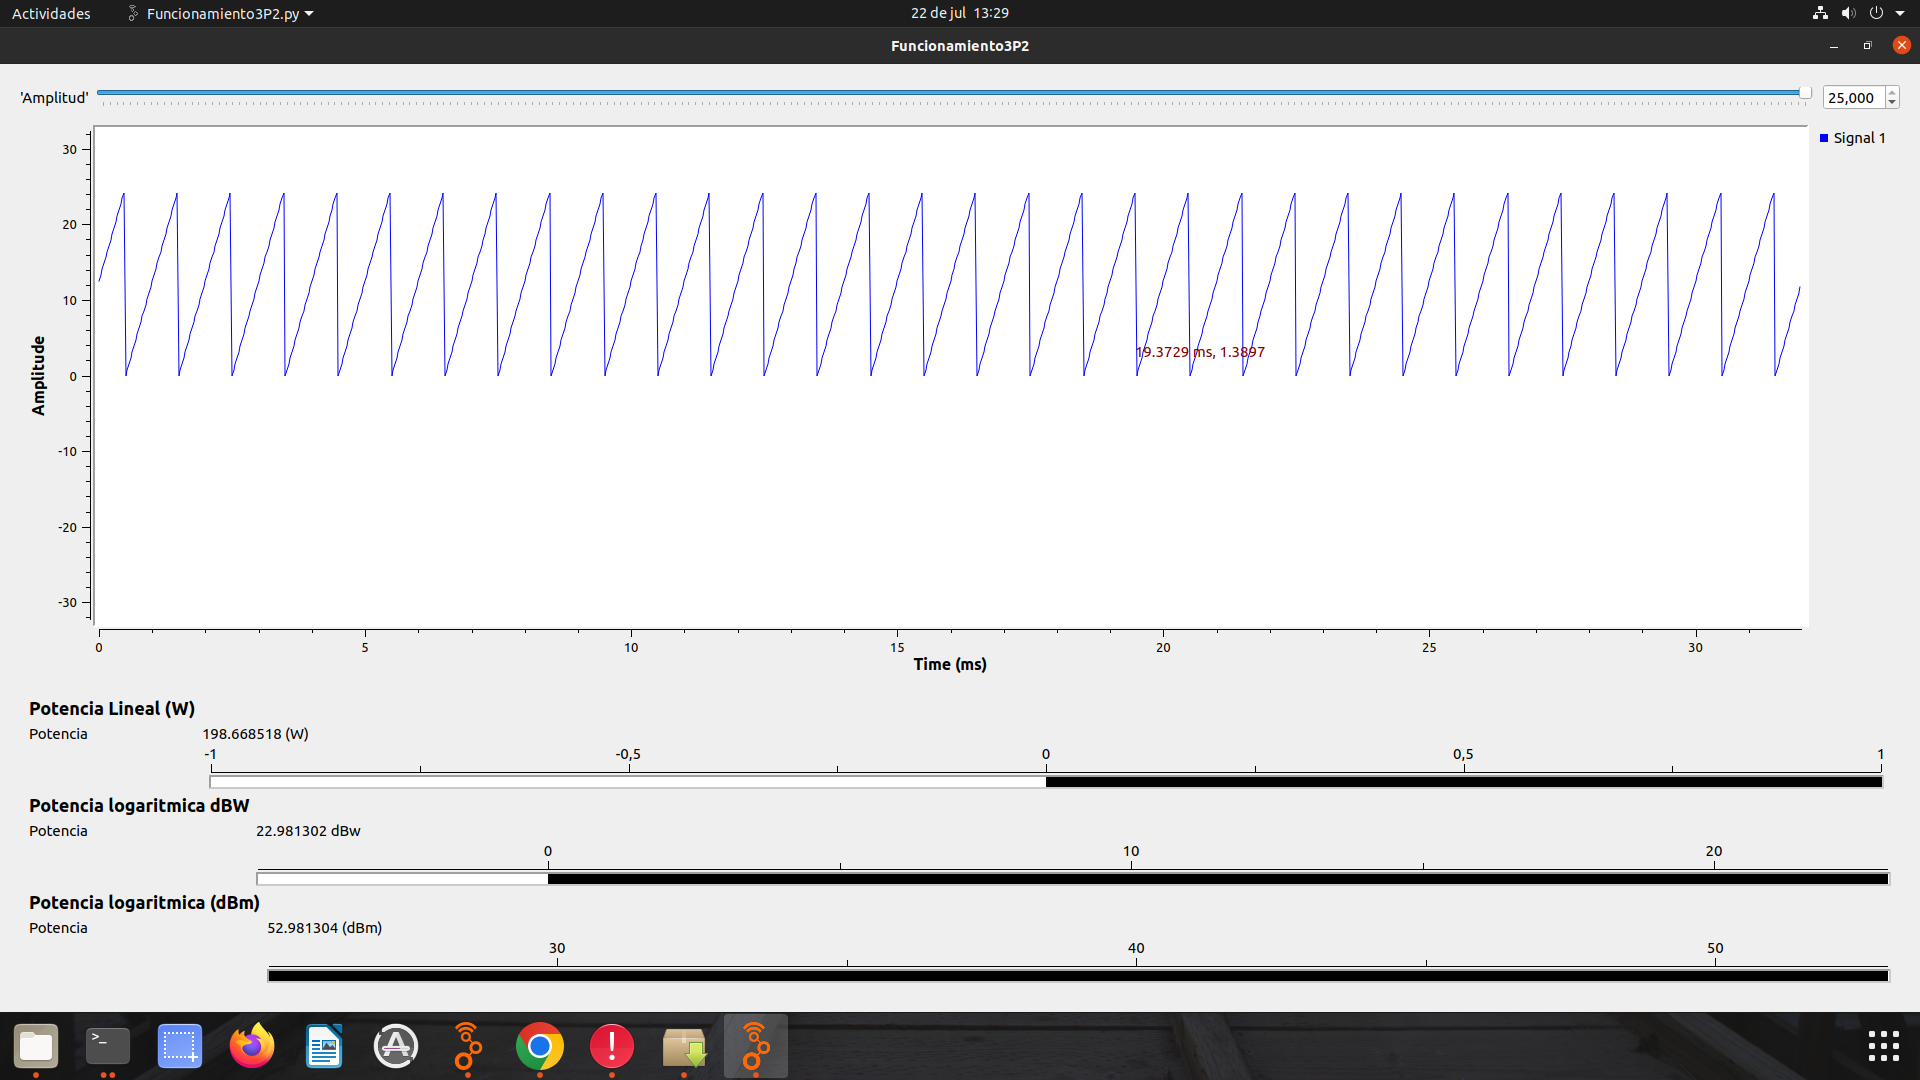 Actividades Funcionamiento3P2.py 22 de jul 13:29
Funcionamiento3P2
'Amplitud' 25,000
Signal 1
30
20
10
0
-10
-20
-30
Amplitude
19.3729 ms, 1.3897
0 5 10 15 20 25 30
Time (ms)
Potencia Lineal (W)
Potencia 198.668518 (W)
-1 -0,5 0 0,5 1
Potencia logaritmica dBW
Potencia 22.981302 dBw
0 10 20
Potencia logaritmica (dBm)
Potencia 52.981304 (dBm)
30 40 50